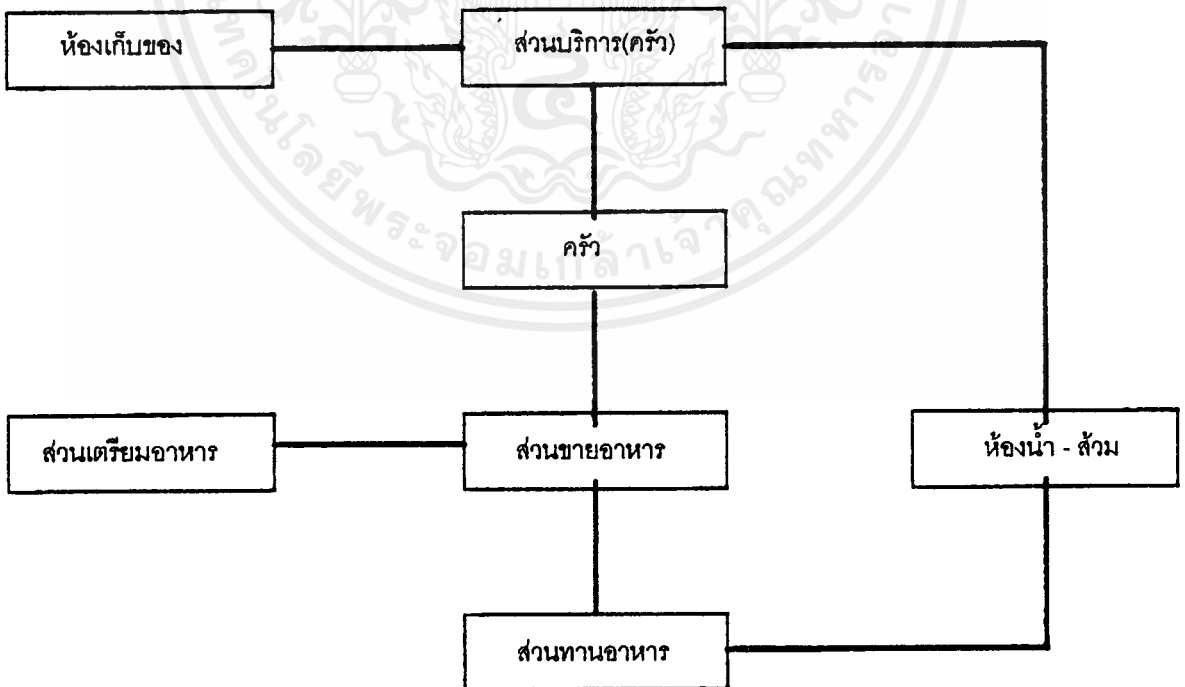 ห้องเก็บของ
ส่วนบริการ(ครัว)
ครัว
ส่วนเตรียมอาหาร
ส่วนขายอาหาร
ห้องน้ำ - ส้วม
ส่วนทานอาหาร